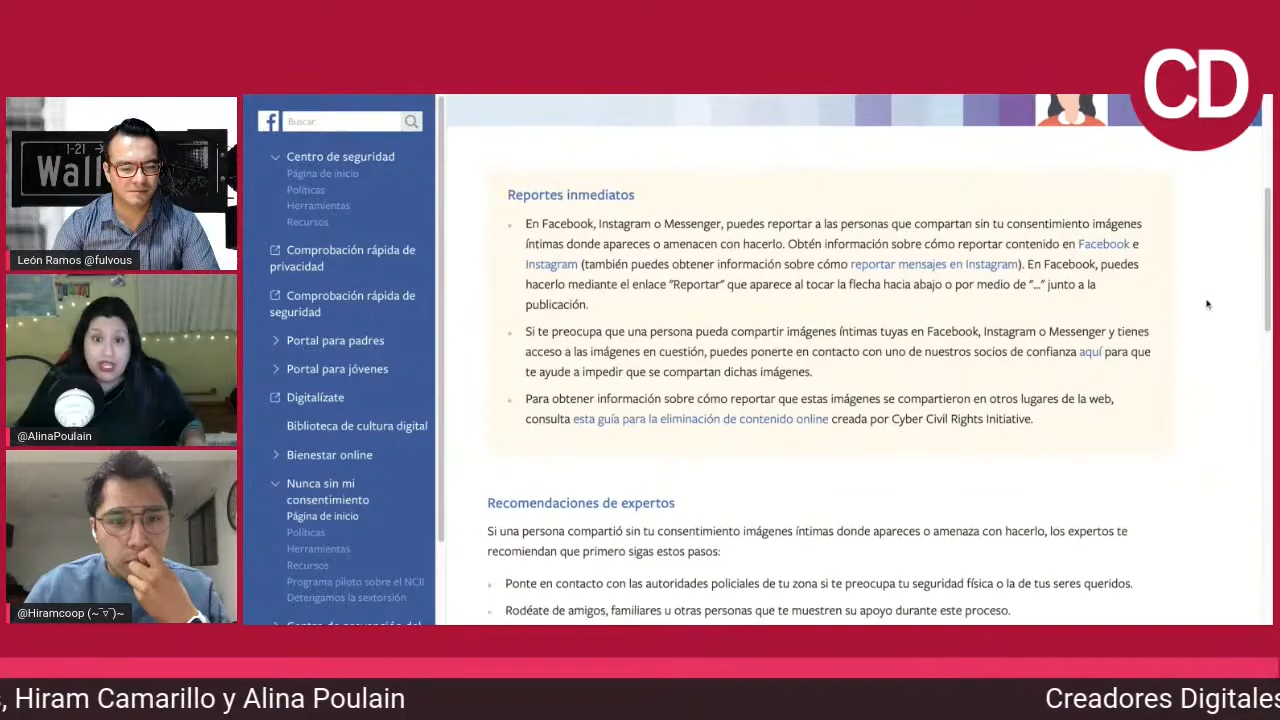 CD
1-21
Wall
León Ramos @fulvous
@AlinaPoulain
@Hiramcoop (~˘▽˘)~
Buscar
Centro de seguridad
Página de inicio
Políticas
Herramientas
Recursos
Comprobación rápida de
privacidad
Comprobación rápida de
seguridad
Portal para padres
Portal para jóvenes
Digitalízate
Biblioteca de cultura digital
Bienestar online
Nunca sin mi
consentimiento
Página de inicio
Políticas
Herramientas
Recursos
Programa piloto sobre el NCII
Detengamos la sextorsión
Centro de prevención del
Reportes inmediatos
En Facebook, Instagram o Messenger, puedes reportar a las personas que compartan sin tu consentimiento imágenes
íntimas donde apareces o amenacen con hacerlo. Obtén información sobre cómo reportar contenido en Facebook e
Instagram (también puedes obtener información sobre cómo reportar mensajes en Instagram). En Facebook, puedes
hacerlo mediante el enlace "Reportar" que aparece al tocar la flecha hacia abajo o por medio de "..." junto a la
publicación.
Si te preocupa que una persona pueda compartir imágenes íntimas tuyas en Facebook, Instagram o Messenger y tienes
acceso a las imágenes en cuestión, puedes ponerte en contacto con uno de nuestros socios de confianza aquí para que
te ayude a impedir que se compartan dichas imágenes.
Para obtener información sobre cómo reportar que estas imágenes se compartieron en otros lugares de la web,
consulta esta guía para la eliminación de contenido online creada por Cyber Civil Rights Initiative.
Recomendaciones de expertos
Si una persona compartió sin tu consentimiento imágenes íntimas donde apareces o amenaza con hacerlo, los expertos te
recomiendan que primero sigas estos pasos:
Ponte en contacto con las autoridades policiales de tu zona si te preocupa tu seguridad física o la de tus seres queridos.
Rodéate de amigos, familiares u otras personas que te muestren su apoyo durante este proceso.
, Hiram Camarillo y Alina Poulain
Creadores Digitales